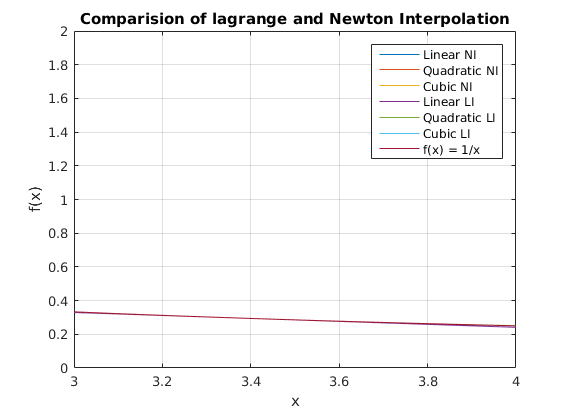 Comparision of lagrange and Newton Interpolation
2
1.8
1.6
1.4
1.2
1
0.8
0.6
0.4
0.2
0
f(x)
Linear NI
Quadratic NI
Cubic NI
Linear LI
Quadratic LI
Cubic LI
f(x) = 1/x
3
3.2
3.4
3.6
3.8
4
x